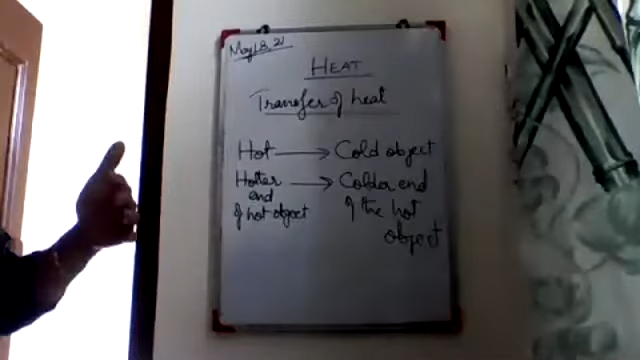 May 18, 21
HEAT
Transfer of heat
Hot → Cold object
Hotter → Colder end
end
of hot object of the hot
object